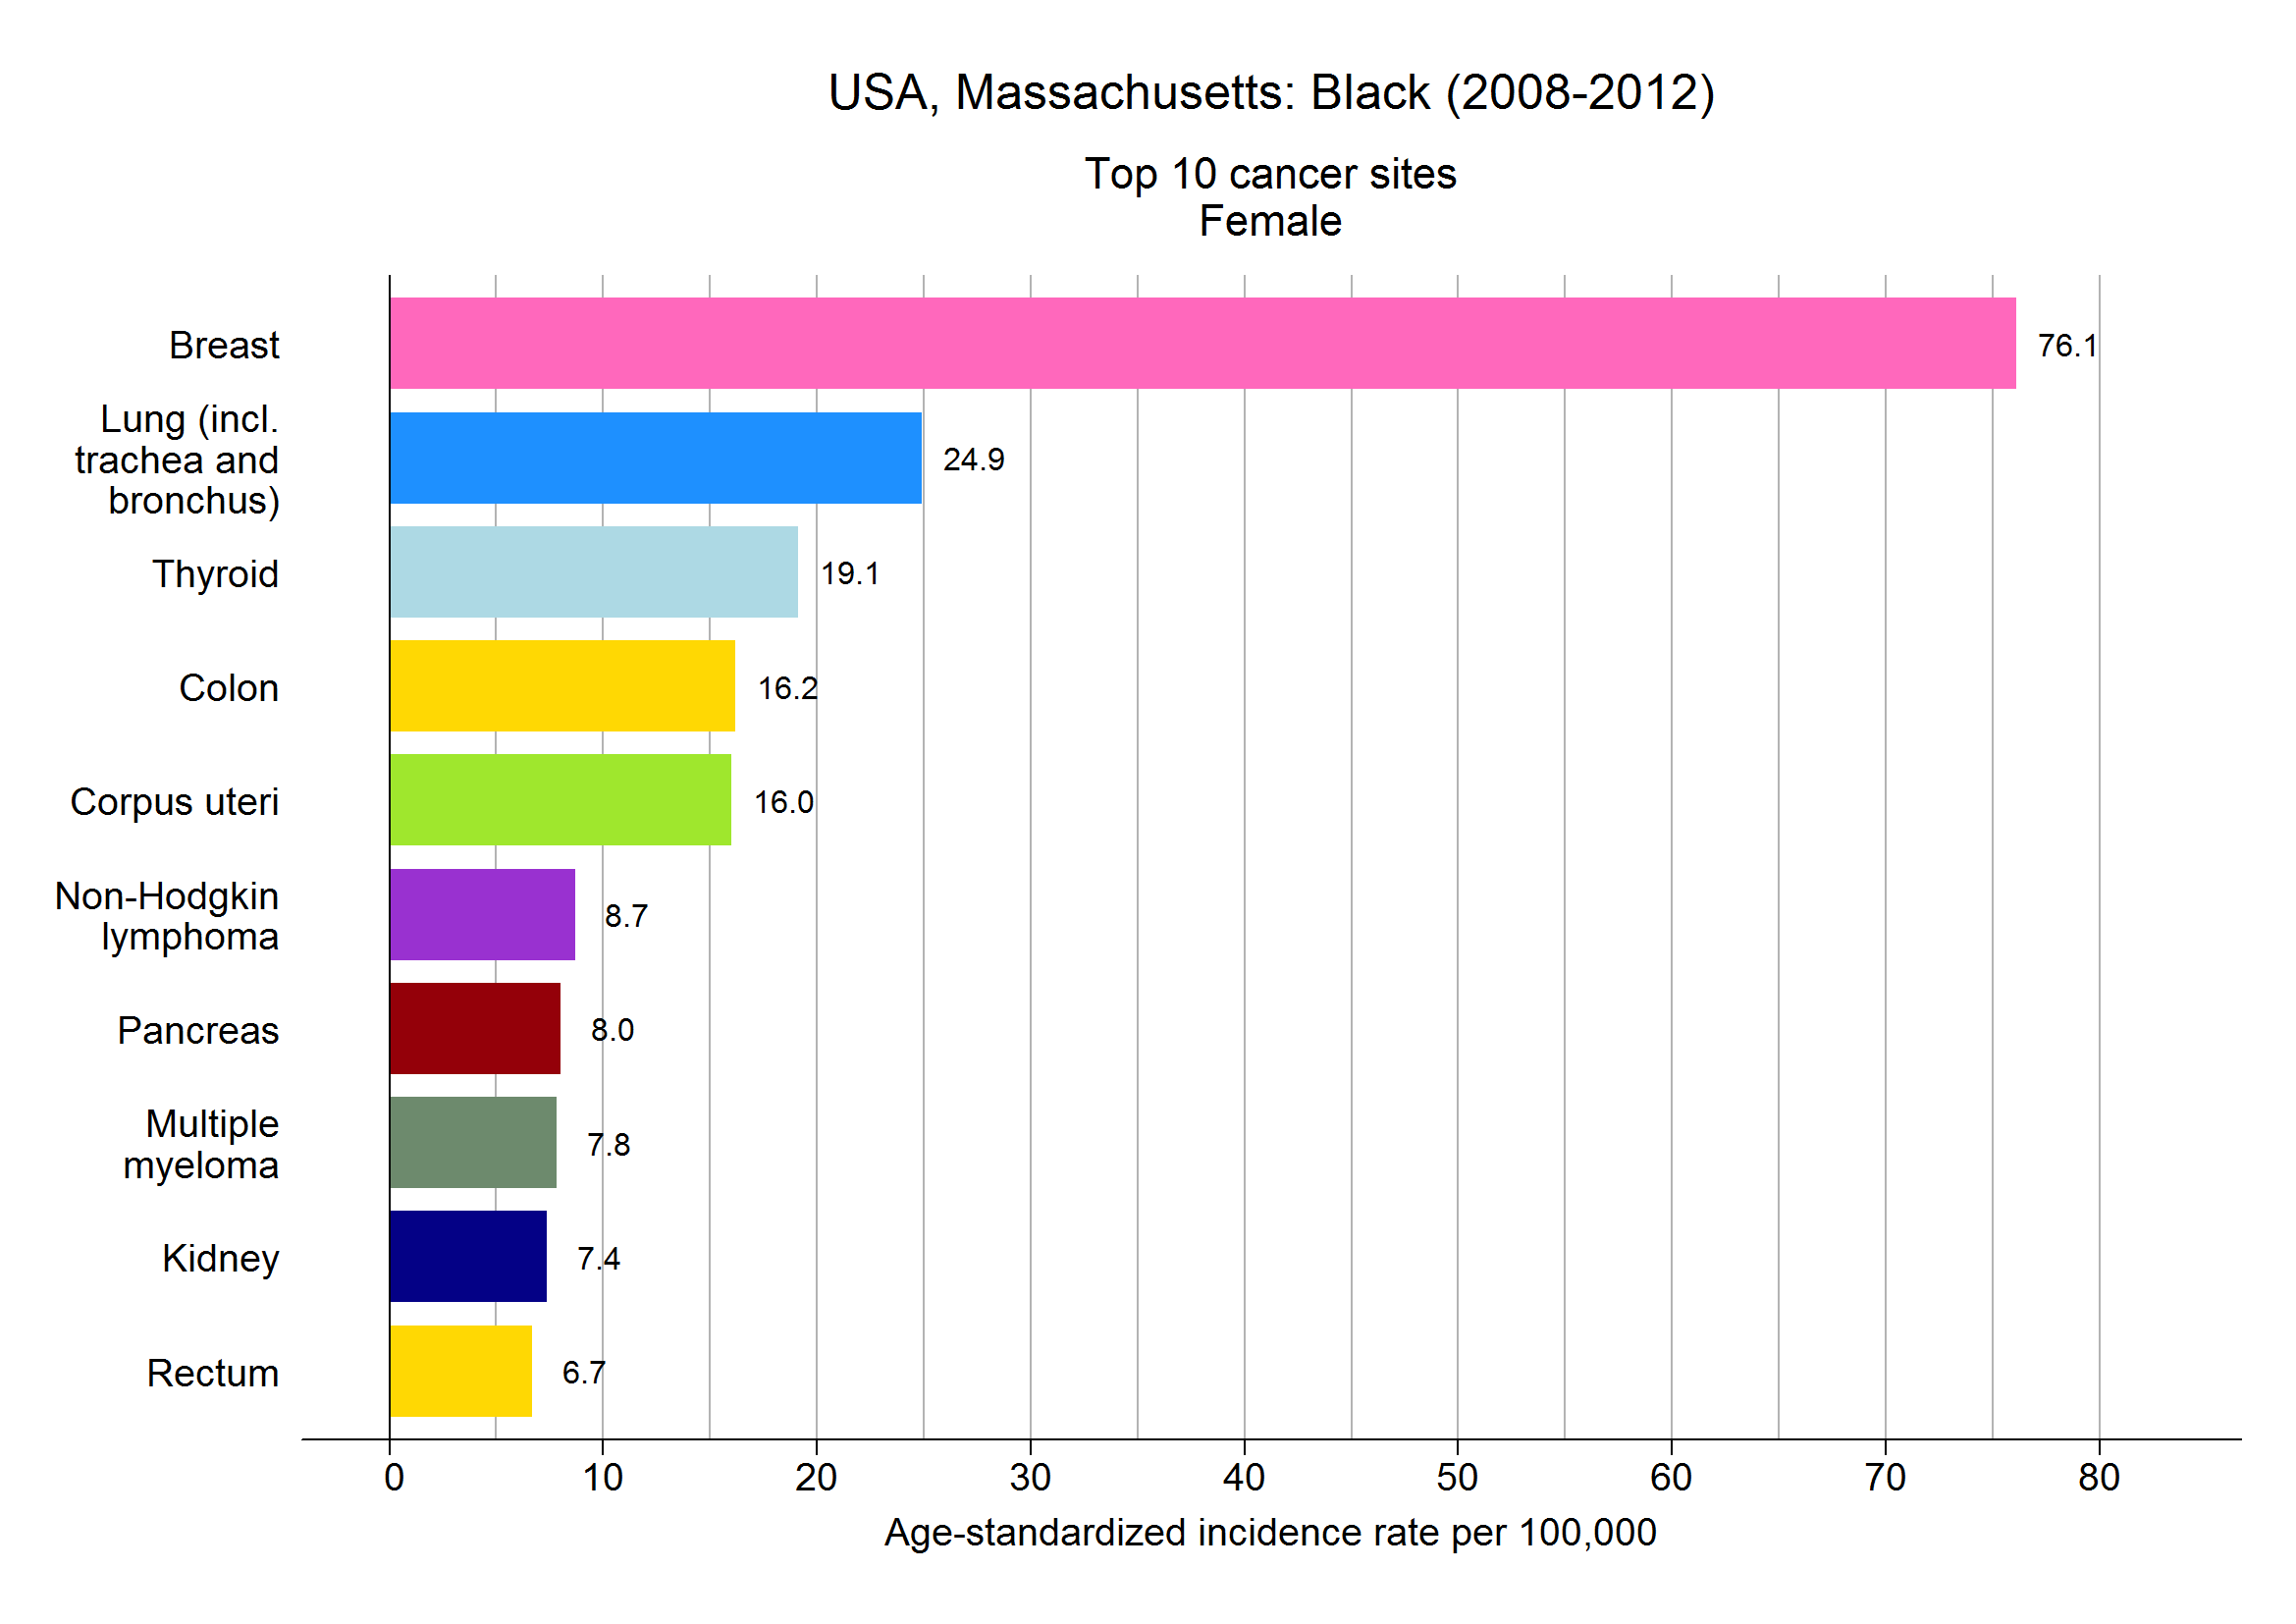 USA, Massachusetts: Black (2008-2012)
Top 10 cancer sites
Female
Breast
76.1
Lung (incl.
trachea and
bronchus)
24.9
Thyroid
19.1
Colon
16.2
Corpus uteri
16.0
Non-Hodgkin
lymphoma
8.7
Pancreas
8.0
Multiple
myeloma
7.8
Kidney
7.4
Rectum
6.7
0 10 20 30 40 50 60 70 80
Age-standardized incidence rate per 100,000